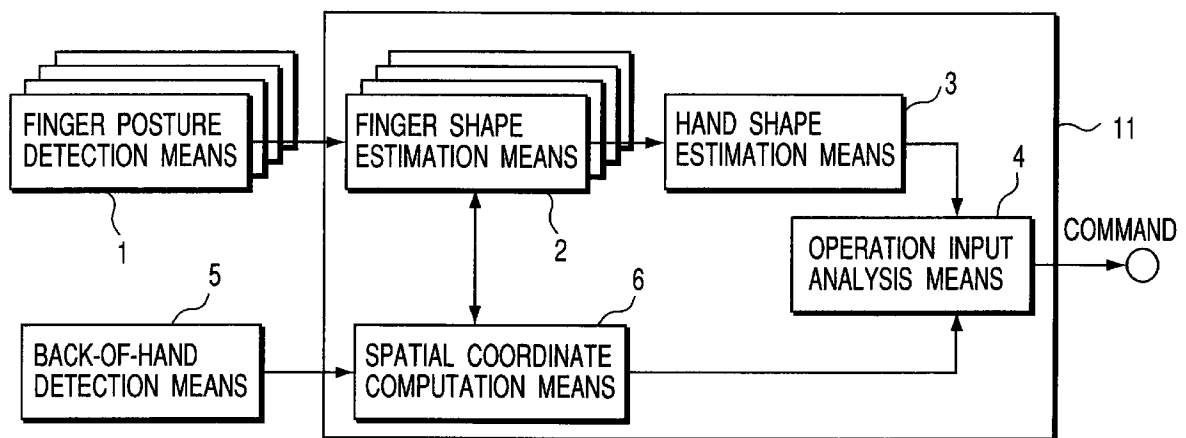 FINGER POSTURE
DETECTION MEANS
1
FINGER SHAPE
ESTIMATION MEANS
2
HAND SHAPE
ESTIMATION MEANS
3
11
4
OPERATION INPUT
ANALYSIS MEANS
COMMAND
5
BACK-OF-HAND
DETECTION MEANS
6
SPATIAL COORDINATE
COMPUTATION MEANS